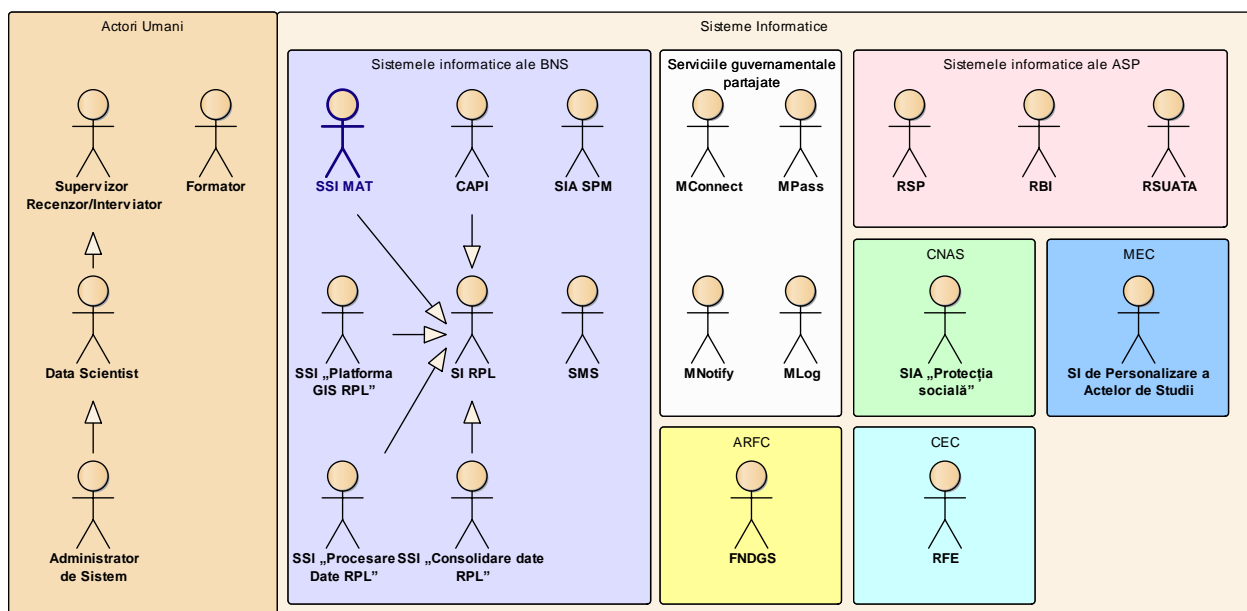 Actori Umani
Supervizor
Recenzor/Interviator
Formator
Data Scientist
Administrator
de Sistem
Sisteme Informatice
Sistemele informatice ale BNS
SSI MAT
CAPI
SIA SPM
SSI „Platforma
GIS RPL”
SI RPL
SMS
SSI „Procesare
Date RPL”
SSI „Consolidare date
RPL”
Serviciile guvernamentale
partajate
MConnect
MPass
MNotify
MLog
Sistemele informatice ale ASP
RSP
RBI
RSUATA
CNAS
SIA „Protecția
socială”
MEC
SI de Personalizare a
Actelor de Studii
ARFC
FNDGS
CEC
RFE